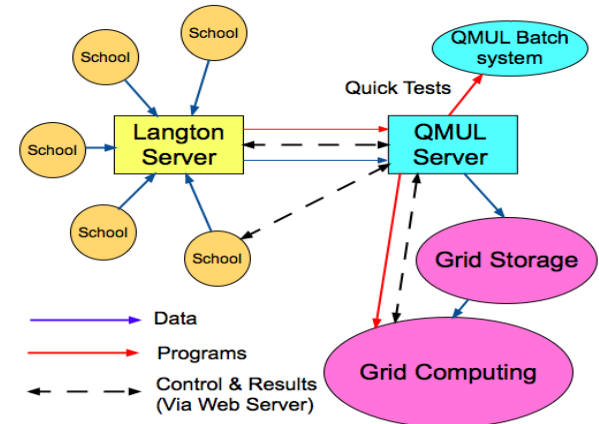 School
School
QMUL Batch
system
Quick Tests
Langton
Server
QMUL
Server
School
School
School
Grid Storage
Data
Programs
Grid Computing
Control & Results
(Via Web Server)